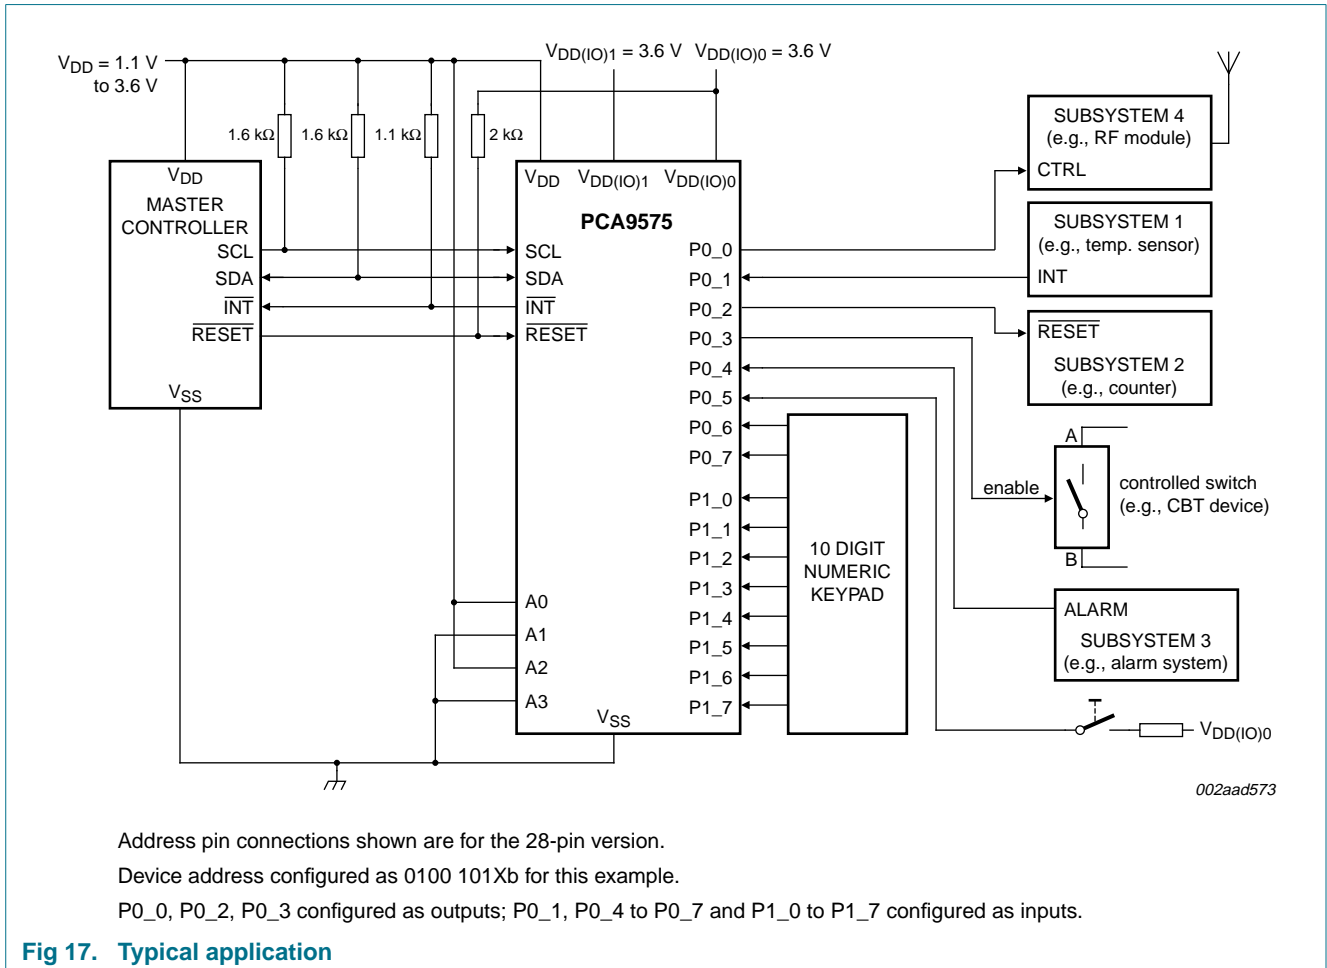 VDD = 1.1 V
to 3.6 V
VDD(IO)1 = 3.6 V
VDD(IO)0 = 3.6 V
1.6 kΩ
1.6 kΩ
1.1 kΩ
2 kΩ
VDD
MASTER
CONTROLLER
SCL
SDA
INT
RESET
VSS
VDD
VDD(IO)1
VDD(IO)0
PCA9575
SCL
SDA
INT
RESET
A0
A1
A2
A3
VSS
P0_0
P0_1
P0_2
P0_3
P0_4
P0_5
P0_6
P0_7
P1_0
P1_1
P1_2
P1_3
P1_4
P1_5
P1_6
P1_7
10 DIGIT
NUMERIC
KEYPAD
SUBSYSTEM 4
(e.g., RF module)
CTRL
SUBSYSTEM 1
(e.g., temp. sensor)
INT
RESET
SUBSYSTEM 2
(e.g., counter)
A
enable
controlled switch
(e.g., CBT device)
B
ALARM
SUBSYSTEM 3
(e.g., alarm system)
VDD(IO)0
002aad573
Address pin connections shown are for the 28-pin version.
Device address configured as 0100 101Xb for this example.
P0_0, P0_2, P0_3 configured as outputs; P0_1, P0_4 to P0_7 and P1_0 to P1_7 configured as inputs.
Fig 17. Typical application